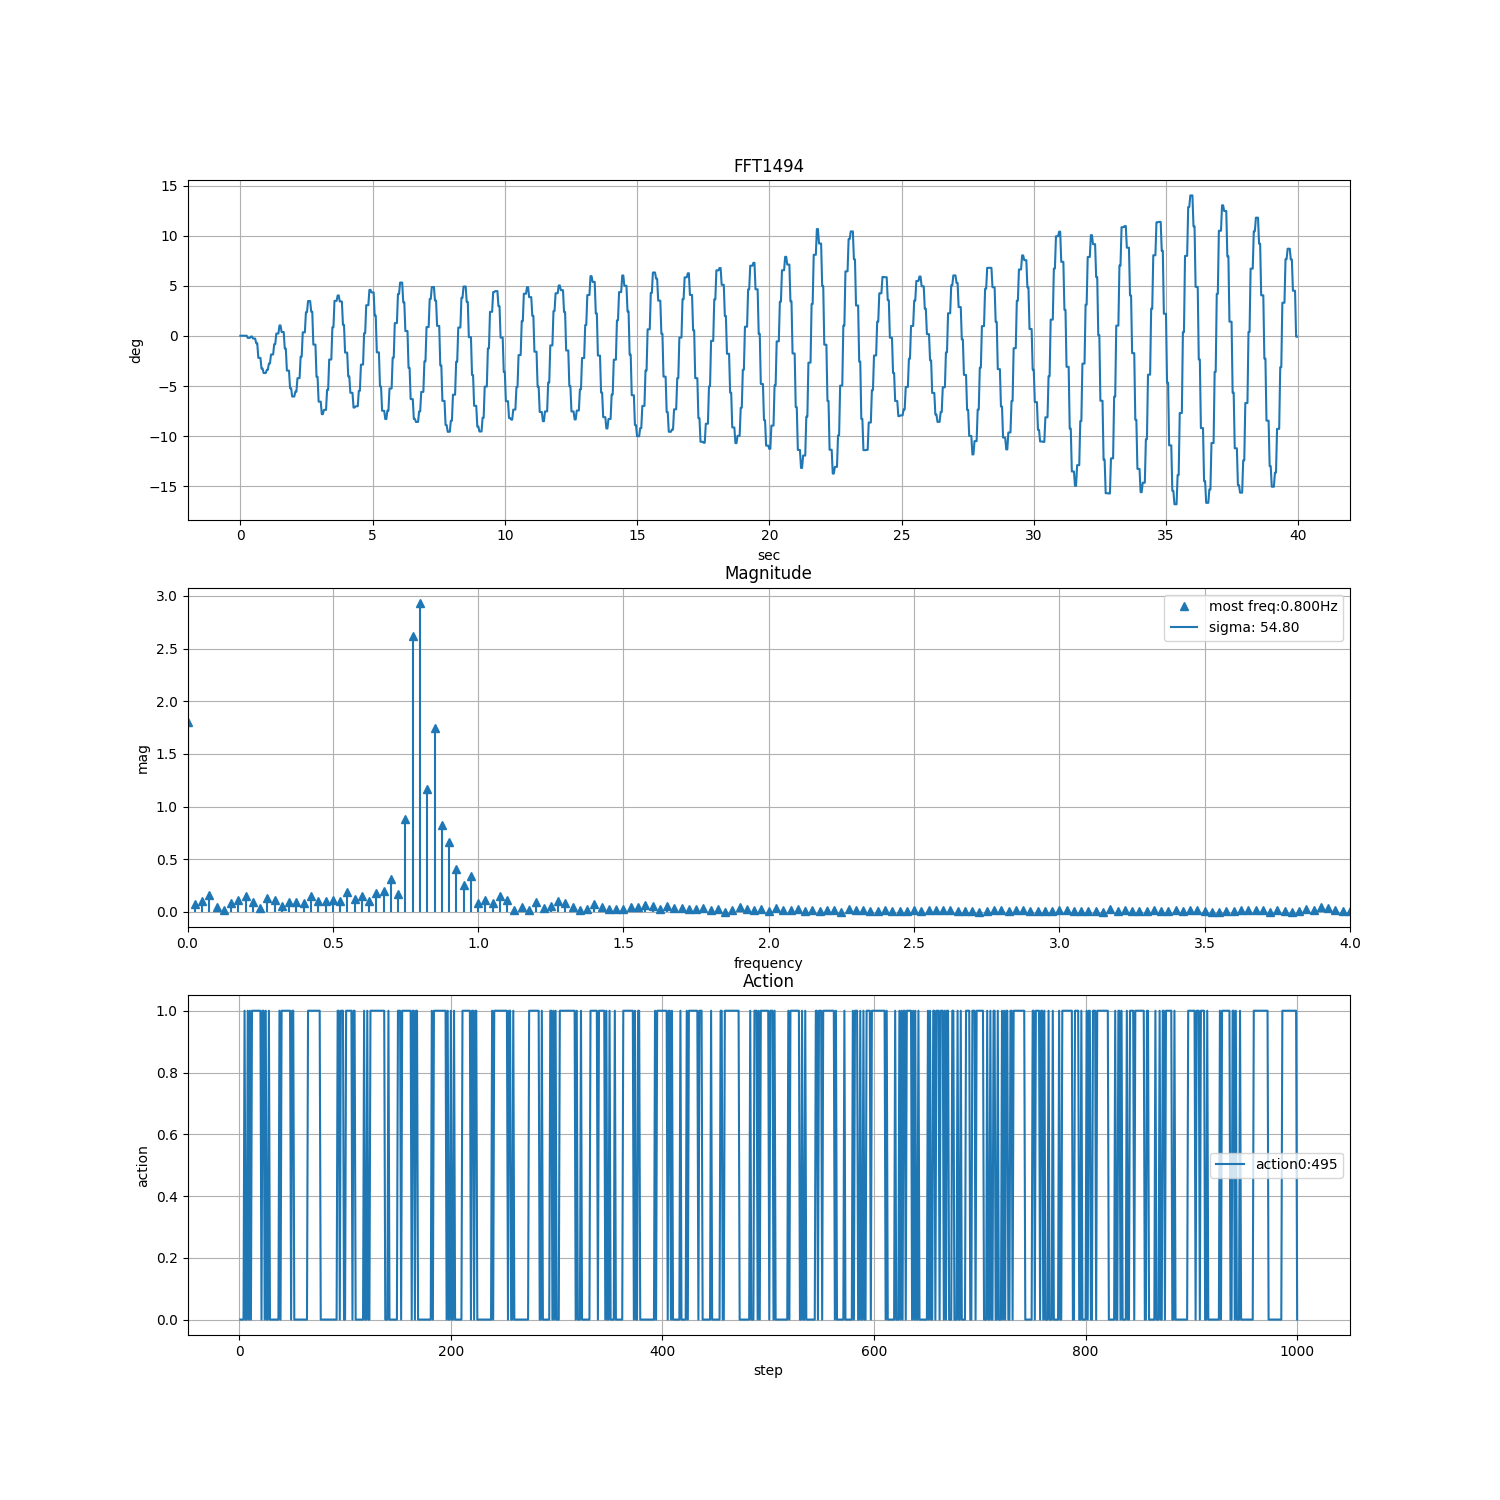 FFT1494
15
10
5
0
−5
−10
−15
deg
0 5 10 15 20 25 30 35 40
sec
Magnitude
3.0
2.5
2.0
1.5
1.0
0.5
0.0
mag
most freq:0.800Hz
sigma: 54.80
0.0 0.5 1.0 1.5 2.0 2.5 3.0 3.5 4.0
frequency
Action
1.0
0.8
0.6
0.4
0.2
0.0
action
action0:495
0 200 400 600 800 1000
step